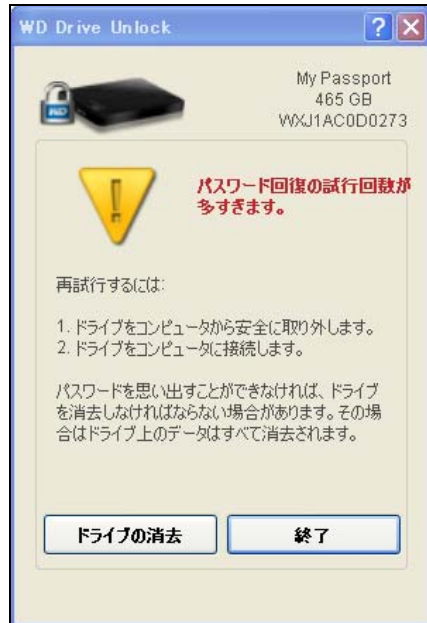 WD Drive Unlock
My Passport
465 GB
WXJ1AC0D0273
パスワード回復の試行回数が
多すぎます。
再試行するには:
1. ドライブをコンピュータから安全に取り外します。
2. ドライブをコンピュータに接続します。
パスワードを思い出すことができなければ、ドライブ
を消去しなければならない場合があります。その場
合はドライブ上のデータはすべて消去されます。
ドライブの消去
終了